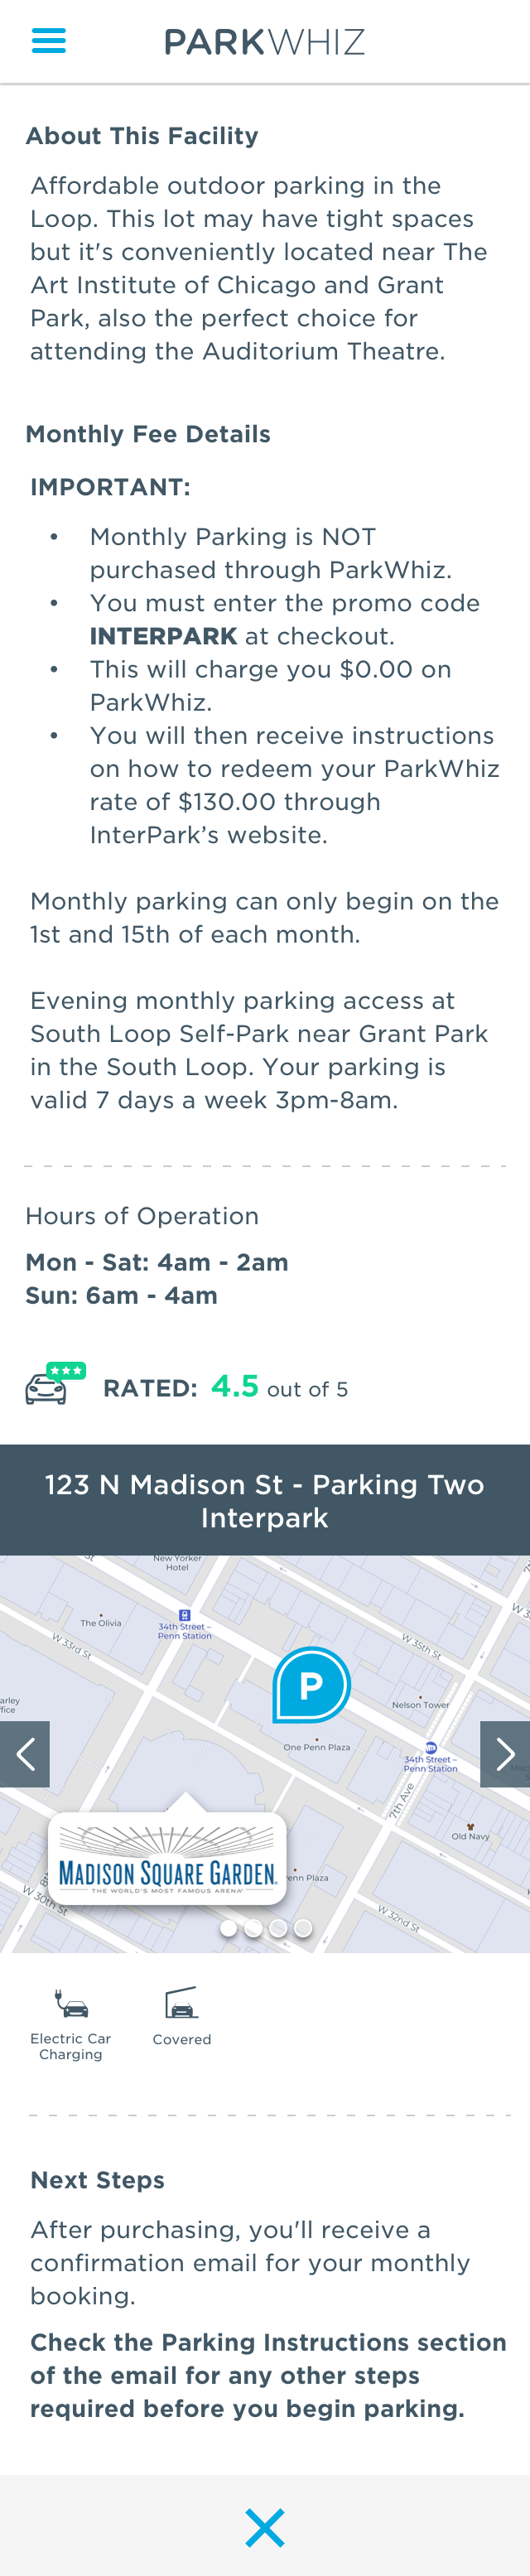 PARKWHIZ
About This Facility
Affordable outdoor parking in the
Loop. This lot may have tight spaces
but it's conveniently located near The
Art Institute of Chicago and Grant
Park, also the perfect choice for
attending the Auditorium Theatre.
Monthly Fee Details
IMPORTANT:
• Monthly Parking is NOT
purchased through ParkWhiz.
• You must enter the promo code
INTERPARK at checkout.
• This will charge you $0.00 on
ParkWhiz.
• You will then receive instructions
on how to redeem your ParkWhiz
rate of $130.00 through
InterPark’s website.
Monthly parking can only begin on the
1st and 15th of each month.
Evening monthly parking access at
South Loop Self-Park near Grant Park
in the South Loop. Your parking is
valid 7 days a week 3pm-8am.
Hours of Operation
Mon - Sat: 4am - 2am
Sun: 6am - 4am
RATED: 4.5 out of 5
123 N Madison St - Parking Two
Interpark
St
New Yorker
Hotel
The Olivia
34th Street –
Penn Station
W 33rd St
W 35th St
W 3
arley
ffice
P
Nelson Tower
One Penn Plaza
34th Street –
Penn Station
7th Ave
Old Navy
MADISON SQUARE GARDEN
THE WORLD'S MOST FAMOUS ARENA
enn Plaza
8th
W 30th St
W 32nd St
Electric Car
Charging
Covered
Next Steps
After purchasing, you'll receive a
confirmation email for your monthly
booking.
Check the Parking Instructions section
of the email for any other steps
required before you begin parking.